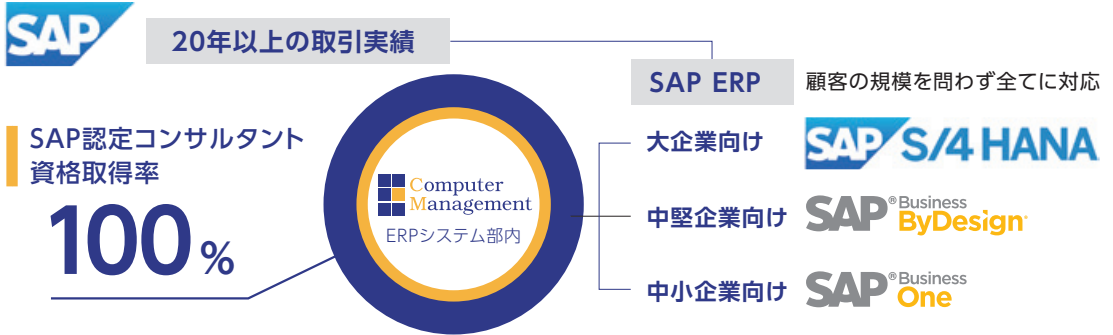 SAP
20年以上の取引実績
SAP ERP
顧客の規模を問わず全てに対応
SAP認定コンサルタント
資格取得率
100%
Computer
Management
ERPシステム部内
大企業向け
SAP S/4 HANA
中堅企業向け
SAP® Business
ByDesign
中小企業向け
SAP® Business
One